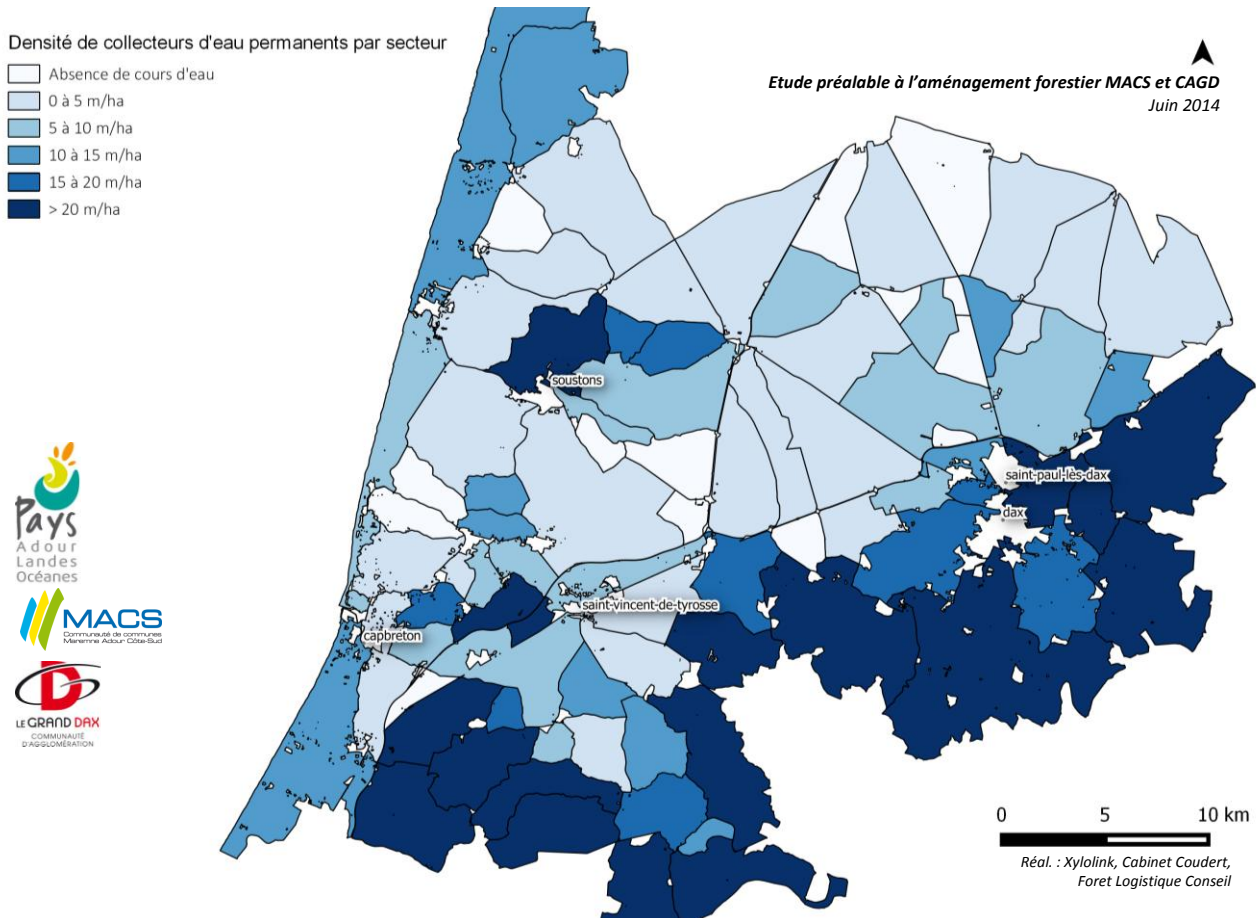 Densité de collecteurs d'eau permanents par secteur
Absence de cours d'eau
0 à 5 m/ha
5 à 10 m/ha
10 à 15 m/ha
15 à 20 m/ha
> 20 m/ha
Etude préalable à l'aménagement forestier MACS et CAGD
Juin 2014
soustons
saint-paul-lès-dax
dax
saint-vincent-de-tyrosse
capbreton
Pays
Adour
Landes
Océanes
MACS
Communauté de communes
Maremne Adour Côte-Sud
D
LE GRAND DAX
COMMUNAUTÉ
D'AGGLOMÉRATION
0 5 10 km
Réal. : Xylolink, Cabinet Coudert,
Foret Logistique Conseil